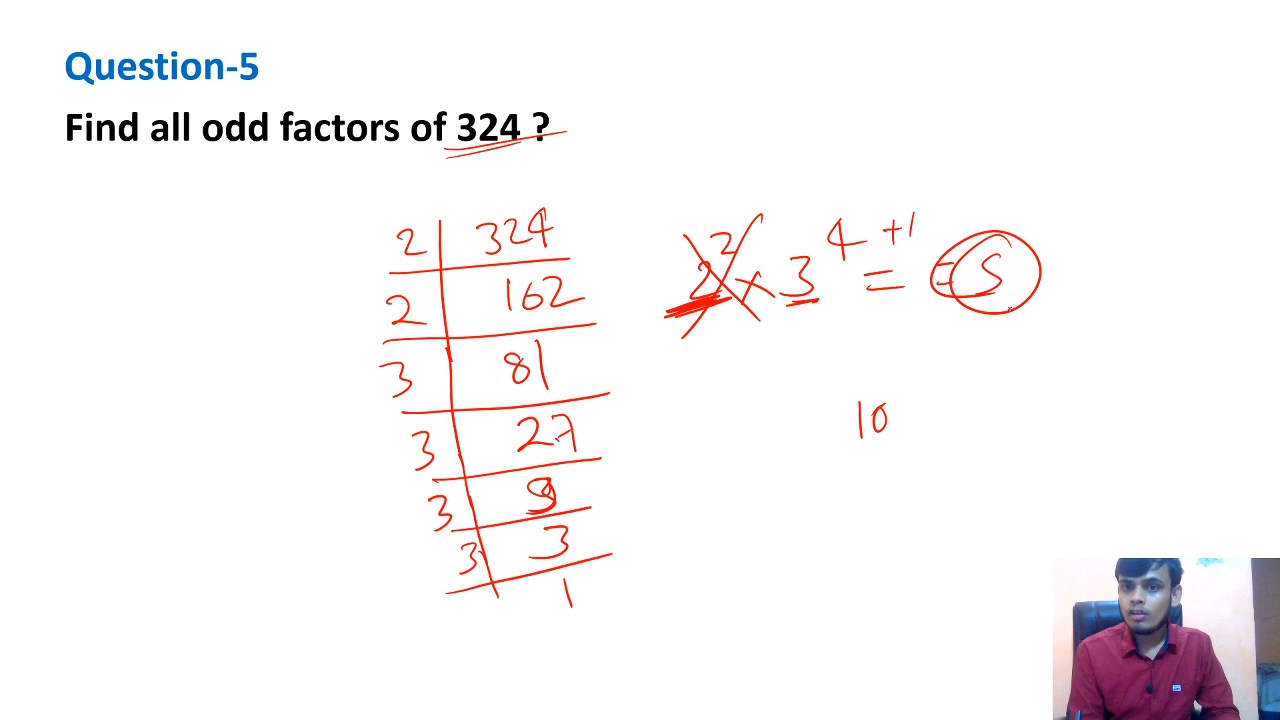 Question-5
Find all odd factors of 324 ?
2 324
2 162
3 81
3 27
3 9
3 3
1
2² × 3⁴⁺¹ = = 5
10